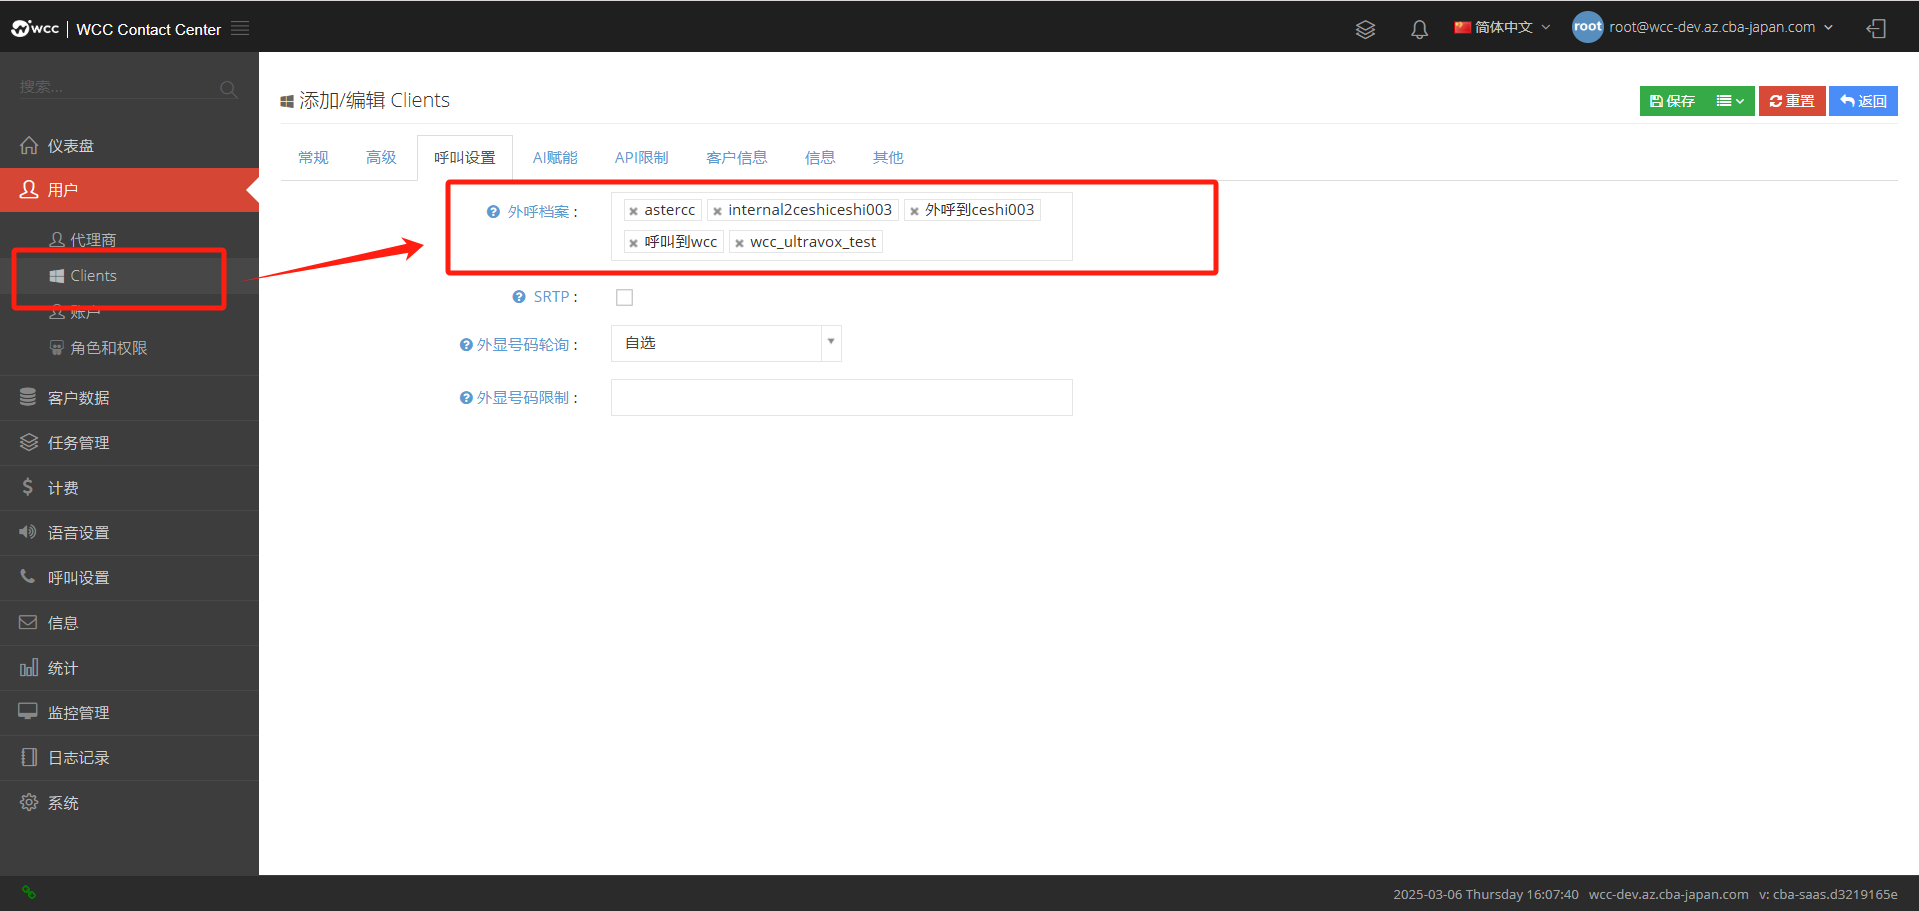 wcc | WCC Contact Center
简体中文
root
root@wcc-dev.az.cba-japan.com
搜索...
仪表盘
用户
代理商
Clients
账户
角色和权限
客户数据
任务管理
计费
语音设置
呼叫设置
信息
统计
监控管理
日志记录
系统
添加/编辑 Clients
保存
重置
返回
常规 高级 呼叫设置 AI赋能 API限制 客户信息 信息 其他
外呼档案 :
astercc internal2ceshiceshi003 外呼到ceshi003
呼叫到wcc wcc_ultravox_test
SRTP :
外显号码轮询 : 自选
外显号码限制 :
2025-03-06 Thursday 16:07:40 wcc-dev.az.cba-japan.com v: cba-saas.d3219165e